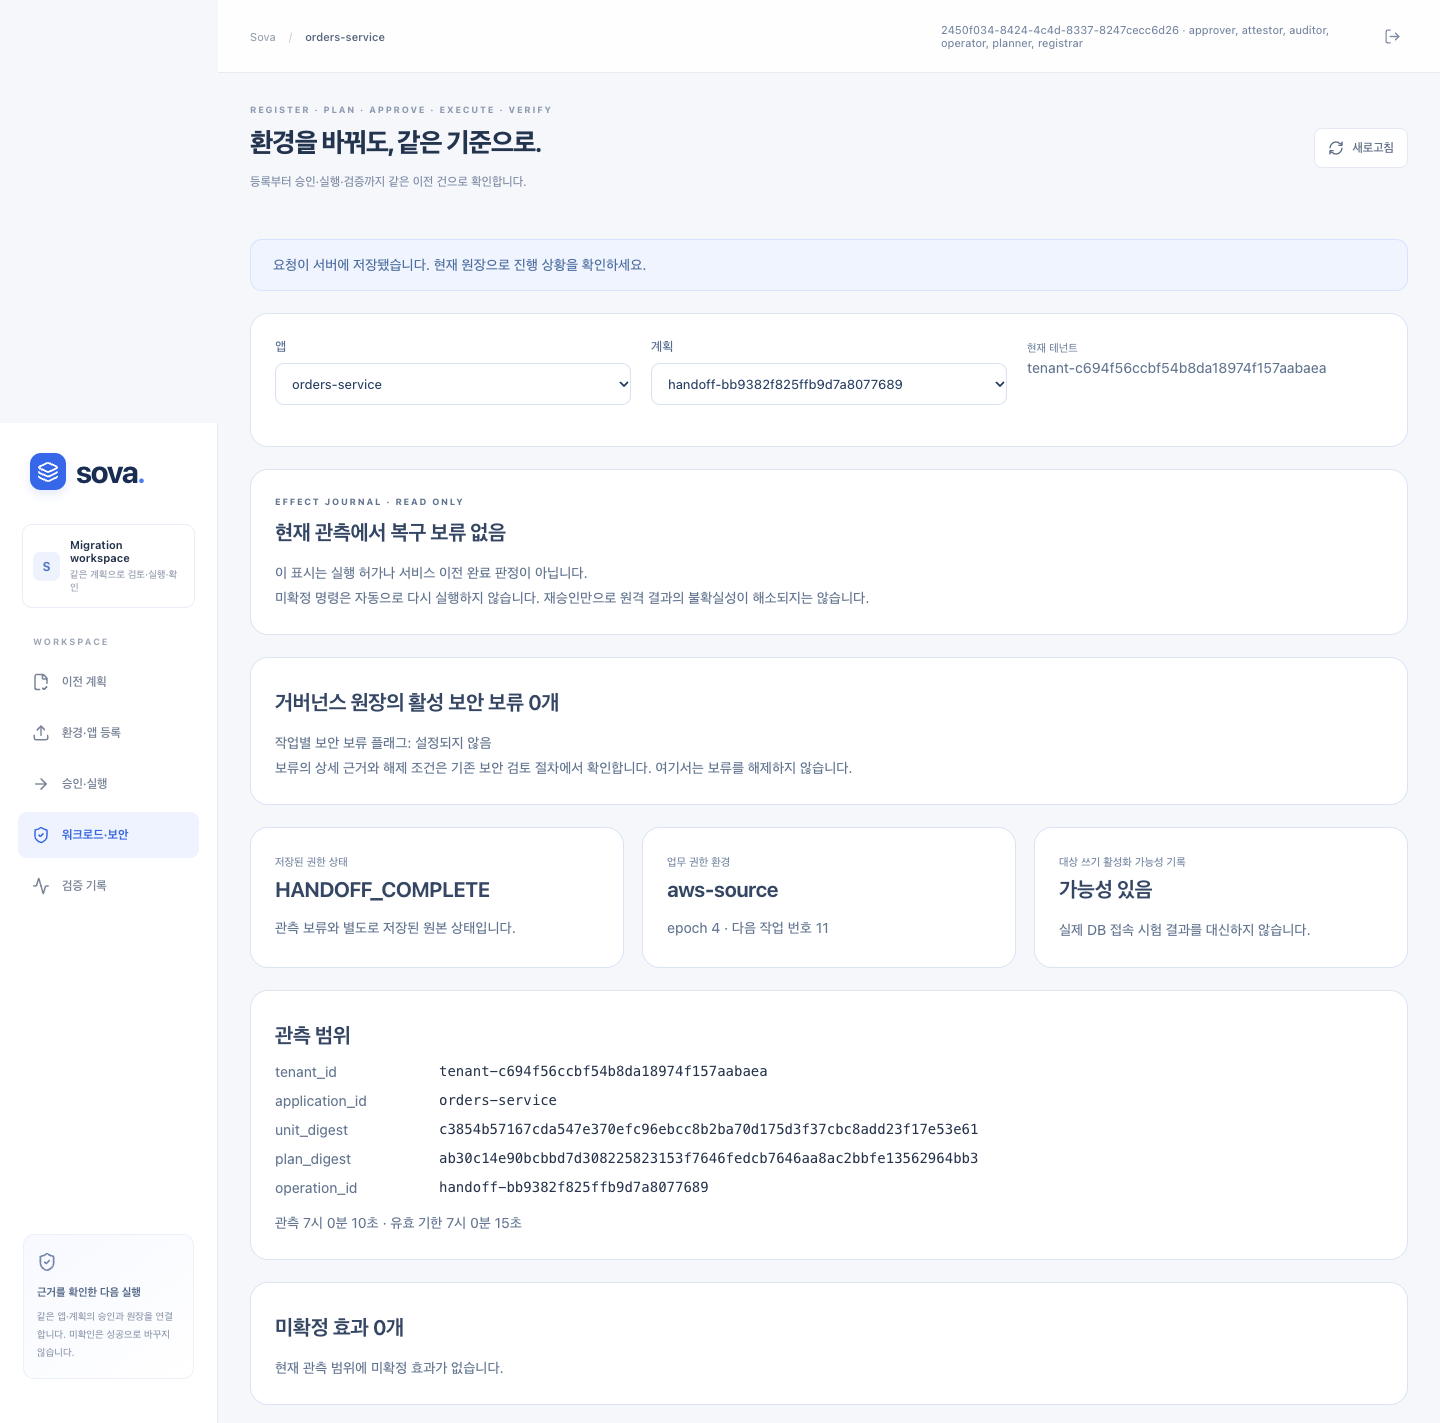 Sova / orders-service
2450f034-8424-4c4d-8337-8247cecc6d26 · approver, attestor, auditor,
operator, planner, registrar
REGISTER · PLAN · APPROVE · EXECUTE · VERIFY
환경을 바꿔도, 같은 기준으로.
등록부터 승인·실행·검증까지 같은 이전 건으로 확인합니다.
새로고침
요청이 서버에 저장됐습니다. 현재 원장으로 진행 상황을 확인하세요.
앱
orders-service
계획
handoff-bb9382f825ffb9d7a8077689
현재 테넌트
tenant-c694f56ccbf54b8da18974f157aabaea
EFFECT JOURNAL · READ ONLY
현재 관측에서 복구 보류 없음
이 표시는 실행 허가나 서비스 이전 완료 판정이 아닙니다.
미확정 명령은 자동으로 다시 실행하지 않습니다. 재승인만으로 원격 결과의 불확실성이 해소되지는 않습니다.
거버넌스 원장의 활성 보안 보류 0개
작업별 보안 보류 플래그: 설정되지 않음
보류의 상세 근거와 해제 조건은 기존 보안 검토 절차에서 확인합니다. 여기서는 보류를 해제하지 않습니다.
저장된 권한 상태
HANDOFF_COMPLETE
관측 보류와 별도로 저장된 원본 상태입니다.
업무 권한 환경
aws-source
epoch 4 · 다음 작업 번호 11
대상 쓰기 활성화 가능성 기록
가능성 있음
실제 DB 접속 시험 결과를 대신하지 않습니다.
관측 범위
tenant_id tenant-c694f56ccbf54b8da18974f157aabaea
application_id orders-service
unit_digest c3854b57167cda547e370efc96ebcc8b2ba70d175d3f37cbc8add23f17e53e61
plan_digest ab30c14e90bcbbd7d308225823153f7646fedcb7646aa8ac2bbfe13562964bb3
operation_id handoff-bb9382f825ffb9d7a8077689
관측 7시 0분 10초 · 유효 기한 7시 0분 15초
미확정 효과 0개
현재 관측 범위에 미확정 효과가 없습니다.
sova.
S
Migration
workspace
같은 계획으로 검토·실행·확
인
WORKSPACE
이전 계획
환경·앱 등록
승인·실행
워크로드·보안
검증 기록
근거를 확인한 다음 실행
같은 앱·계획의 승인과 원장을 연결
합니다. 미확인은 성공으로 바꾸지
않습니다.